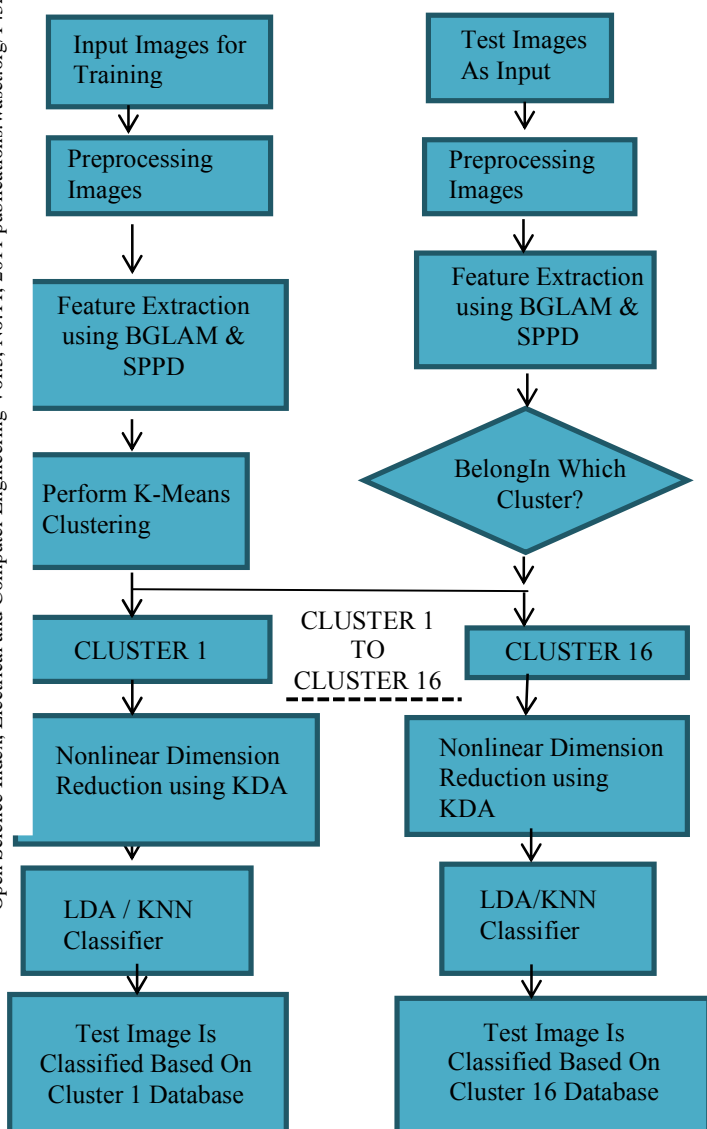 Input Images for
Training
Test Images
As Input
Preprocessing
Images
Preprocessing
Images
Feature Extraction
using BGLAM &
SPPD
Feature Extraction
using BGLAM &
SPPD
Perform K-Means
Clustering
BelongIn Which
Cluster?
CLUSTER 1
CLUSTER 1
TO
CLUSTER 16
CLUSTER 16
Nonlinear Dimension
Reduction using KDA
Nonlinear Dimension
Reduction using
KDA
LDA / KNN
Classifier
LDA/KNN
Classifier
Test Image Is
Classified Based On
Cluster 1 Database
Test Image Is
Classified Based On
Cluster 16 Database